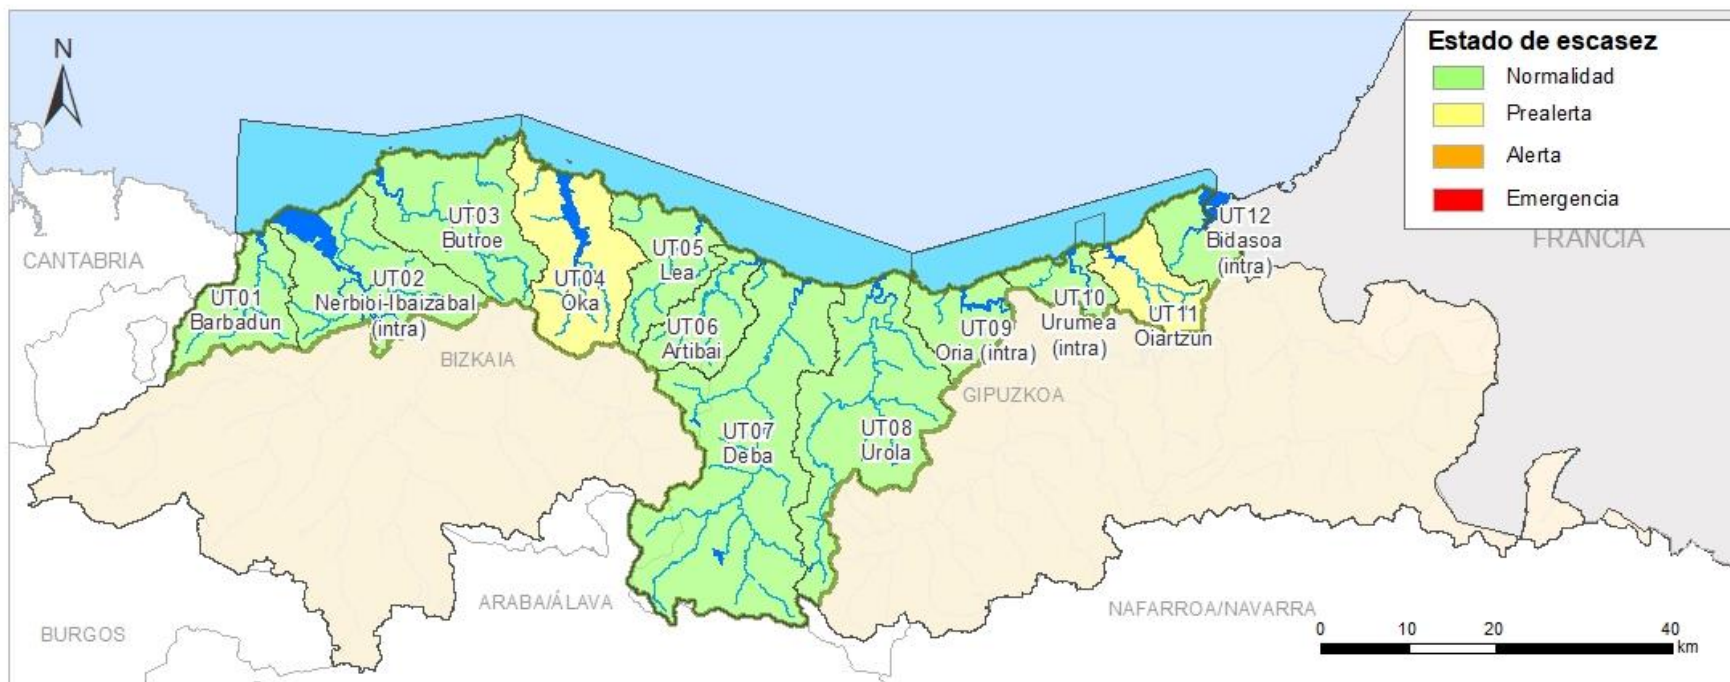 Estado de escasez
Normalidad
Prealerta
Alerta
Emergencia
N
CANTABRIA
FRANCIA
BIZKAIA
GIPUZKOA
ARABA/ÁLAVA
NAFARROA/NAVARRA
BURGOS
UT01
Barbadun
UT02
Nerbioi-Ibaizabal
(intra)
UT03
Butroe
UT04
Oka
UT05
Lea
UT06
Artibai
UT07
Deba
UT08
Urola
UT09
Oria (intra)
UT10
Urumea
(intra)
UT11
Oiartzun
UT12
Bidasoa
(intra)
0 10 20 40
km